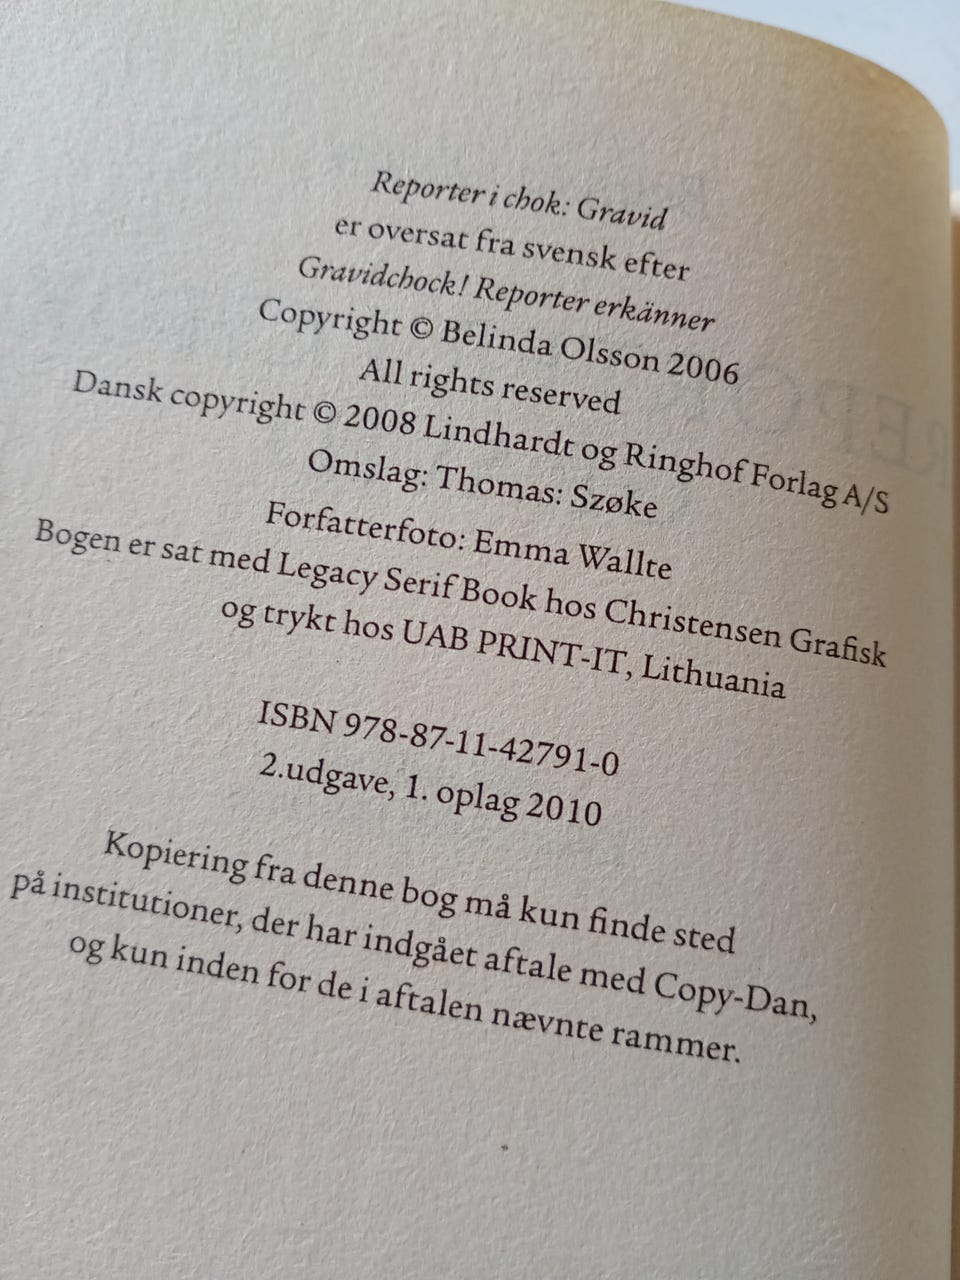 Reporter i chok: Gravid
er oversat fra svensk efter
Gravidchock! Reporter erkänner
Copyright © Belinda Olsson 2006
All rights reserved
Dansk copyright © 2008 Lindhardt og Ringhof Forlag A/S
Omslag: Thomas: Szøke
Forfatterfoto: Emma Wallte
Bogen er sat med Legacy Serif Book hos Christensen Grafisk
og trykt hos UAB PRINT-IT, Lithuania
ISBN 978-87-11-42791-0
2.udgave, 1. oplag 2010
Kopiering fra denne bog må kun finde sted
på institutioner, der har indgået aftale med Copy-Dan,
og kun inden for de i aftalen nævnte rammer.